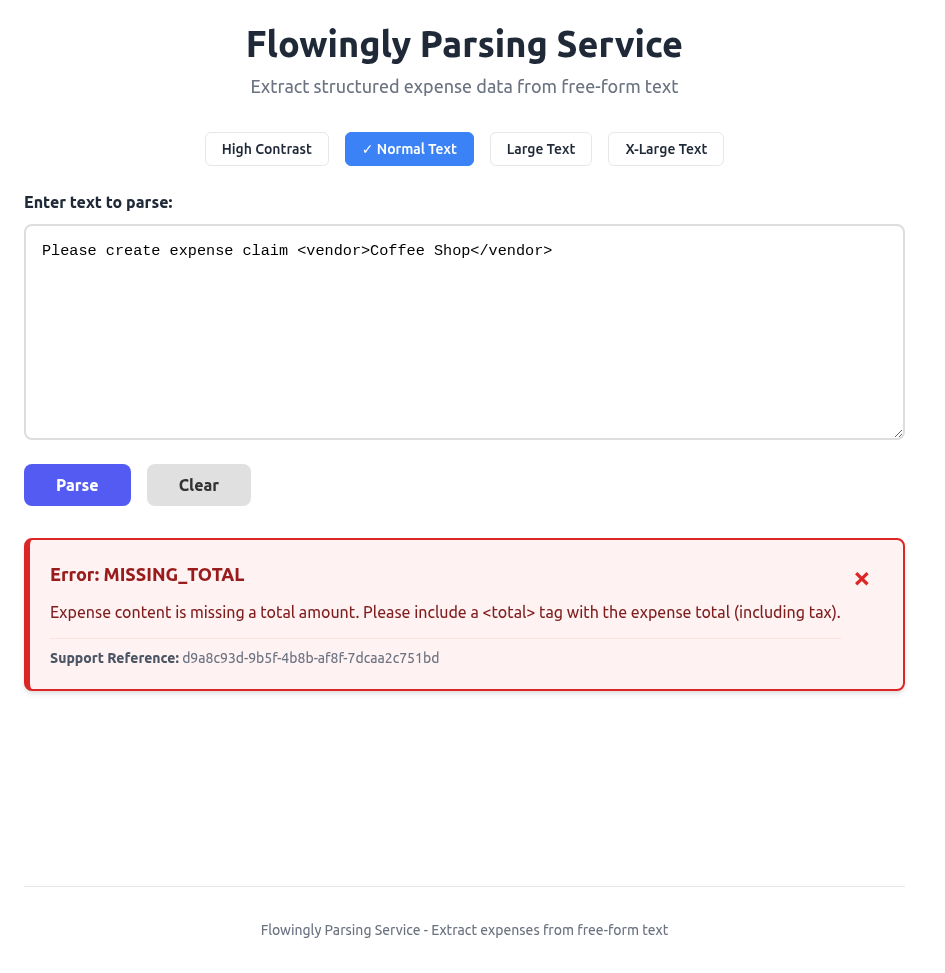 Flowingly Parsing Service
Extract structured expense data from free-form text
High Contrast
✓ Normal Text
Large Text
X-Large Text
Enter text to parse:
Please create expense claim <vendor>Coffee Shop</vendor>
Parse
Clear
Error: MISSING_TOTAL
×
Expense content is missing a total amount. Please include a <total> tag with the expense total (including tax).
Support Reference: d9a8c93d-9b5f-4b8b-af8f-7dcaa2c751bd
Flowingly Parsing Service - Extract expenses from free-form text